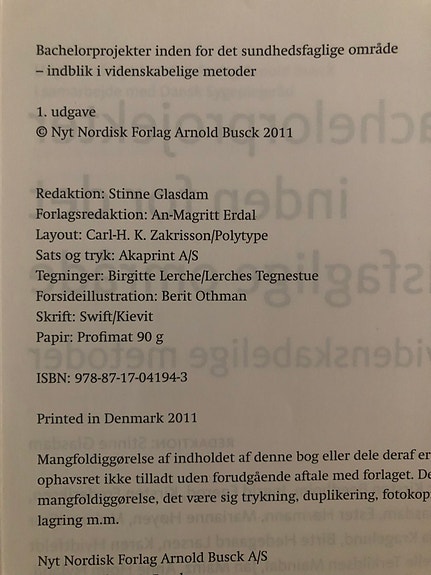 Bachelorprojekter inden for det sundhedsfaglige område
– indblik i videnskabelige metoder
1. udgave
© Nyt Nordisk Forlag Arnold Busck 2011
Redaktion: Stinne Glasdam
Forlagsredaktion: An-Magritt Erdal
Layout: Carl-H. K. Zakrisson/Polytype
Sats og tryk: Akaprint A/S
Tegninger: Birgitte Lerche/Lerches Tegnestue
Forsideillustration: Berit Othman
Skrift: Swift/Kievit
Papir: Profimat 90 g
ISBN: 978-87-17-04194-3
Printed in Denmark 2011
Mangfoldiggørelse af indholdet af denne bog eller dele deraf er
ophavsret ikke tilladt uden forudgående aftale med forlaget.
mangfoldiggørelse, det være sig trykning, duplikering,
lagring m.m.
Nyt Nordisk Forlag Arnold Busck A/S